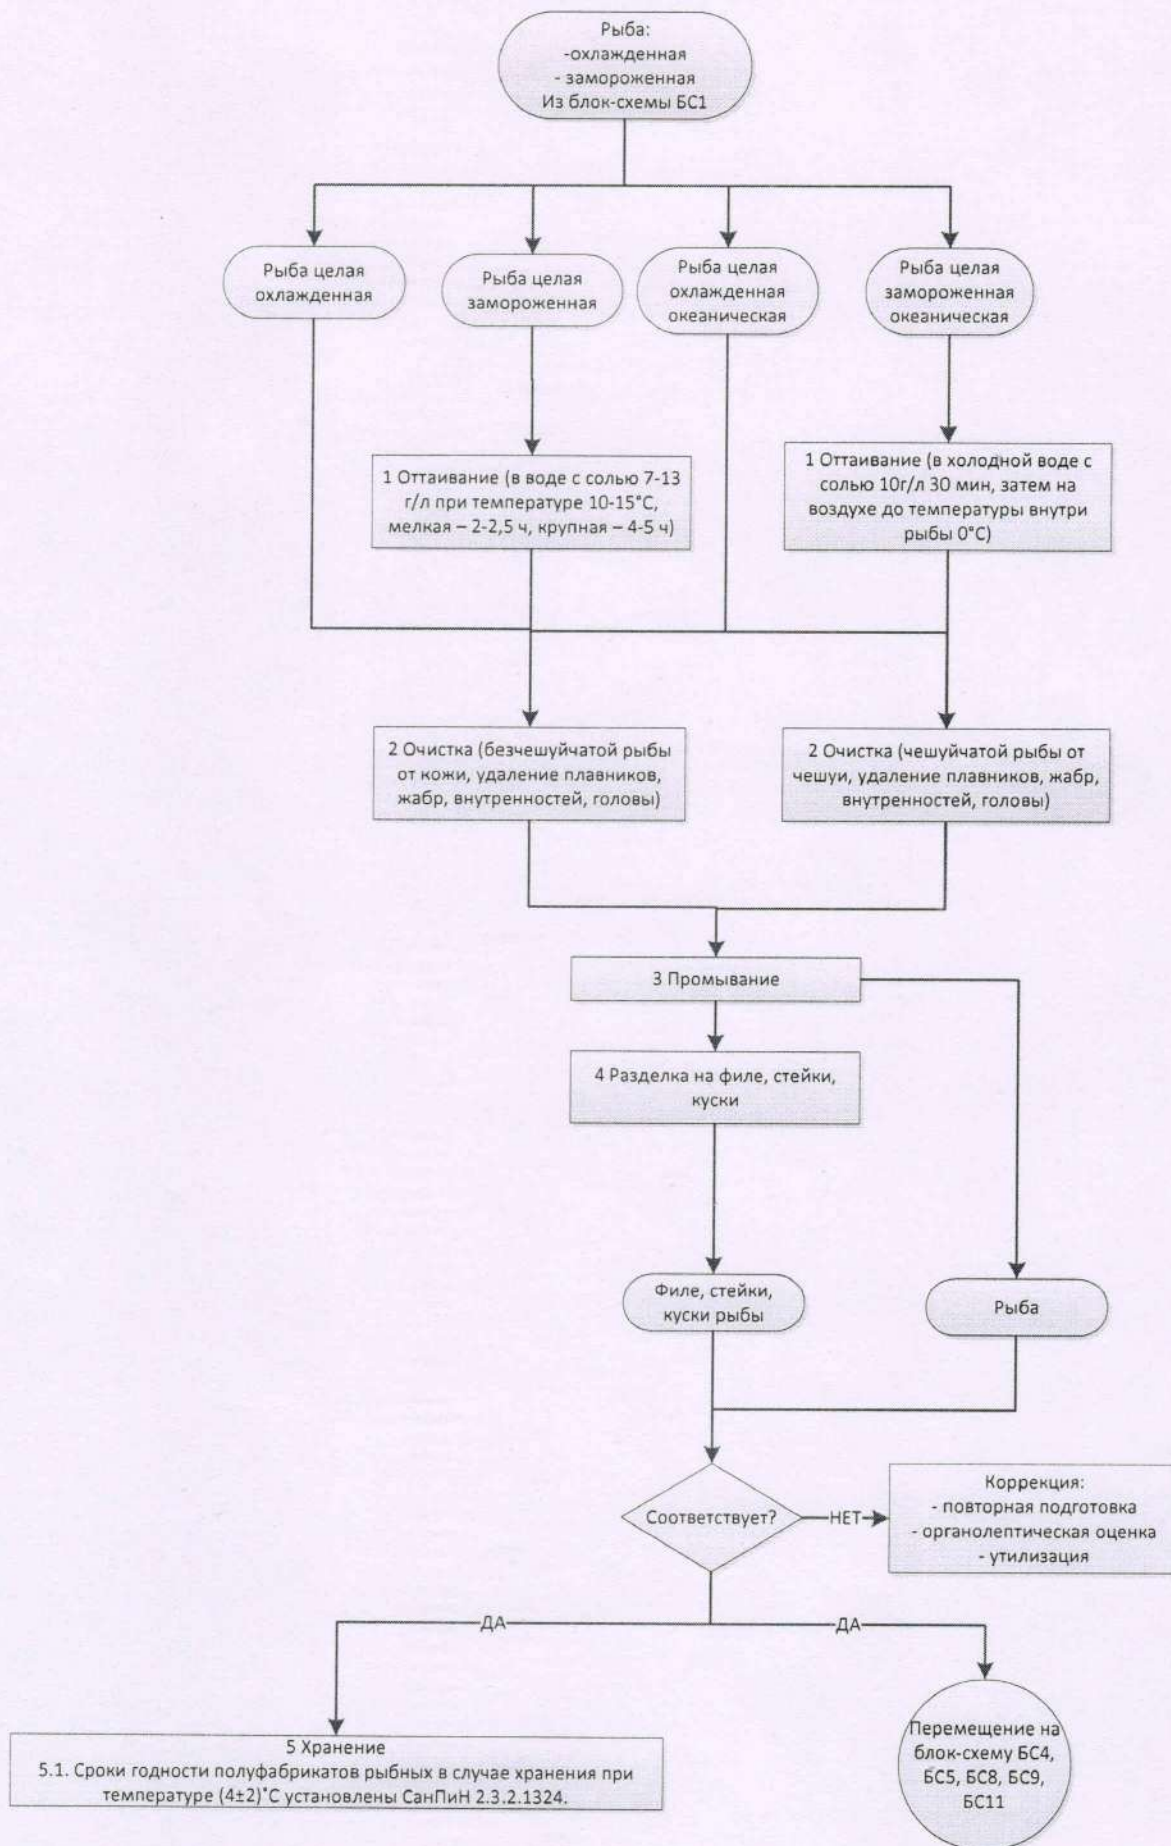 Рыба:
-охлажденная
- замороженная
Из блок-схемы БС1
Рыба целая
охлажденная
Рыба целая
замороженная
Рыба целая
охлажденная
океаническая
Рыба целая
замороженная
океаническая
1 Оттаивание (в воде с солью 7-13
г/л при температуре 10-15°С,
мелкая – 2-2,5 ч, крупная – 4-5 ч)
1 Оттаивание (в холодной воде с
солью 10г/л 30 мин, затем на
воздухе до температуры внутри
рыбы 0°С)
2 Очистка (безчешуйчатой рыбы
от кожи, удаление плавников,
жабр, внутренностей, головы)
2 Очистка (чешуйчатой рыбы от
чешуи, удаление плавников, жабр,
внутренностей, головы)
3 Промывание
4 Разделка на филе, стейки,
куски
Филе, стейки,
куски рыбы
Рыба
Соответствует?
НЕТ
Коррекция:
- повторная подготовка
- органолептическая оценка
- утилизация
ДА
ДА
5 Хранение
5.1. Сроки годности полуфабрикатов рыбных в случае хранения при
температуре (4±2)°С установлены СанПиН 2.3.2.1324.
Перемещение на
блок-схему БС4,
БС5, БС8, БС9,
БС11